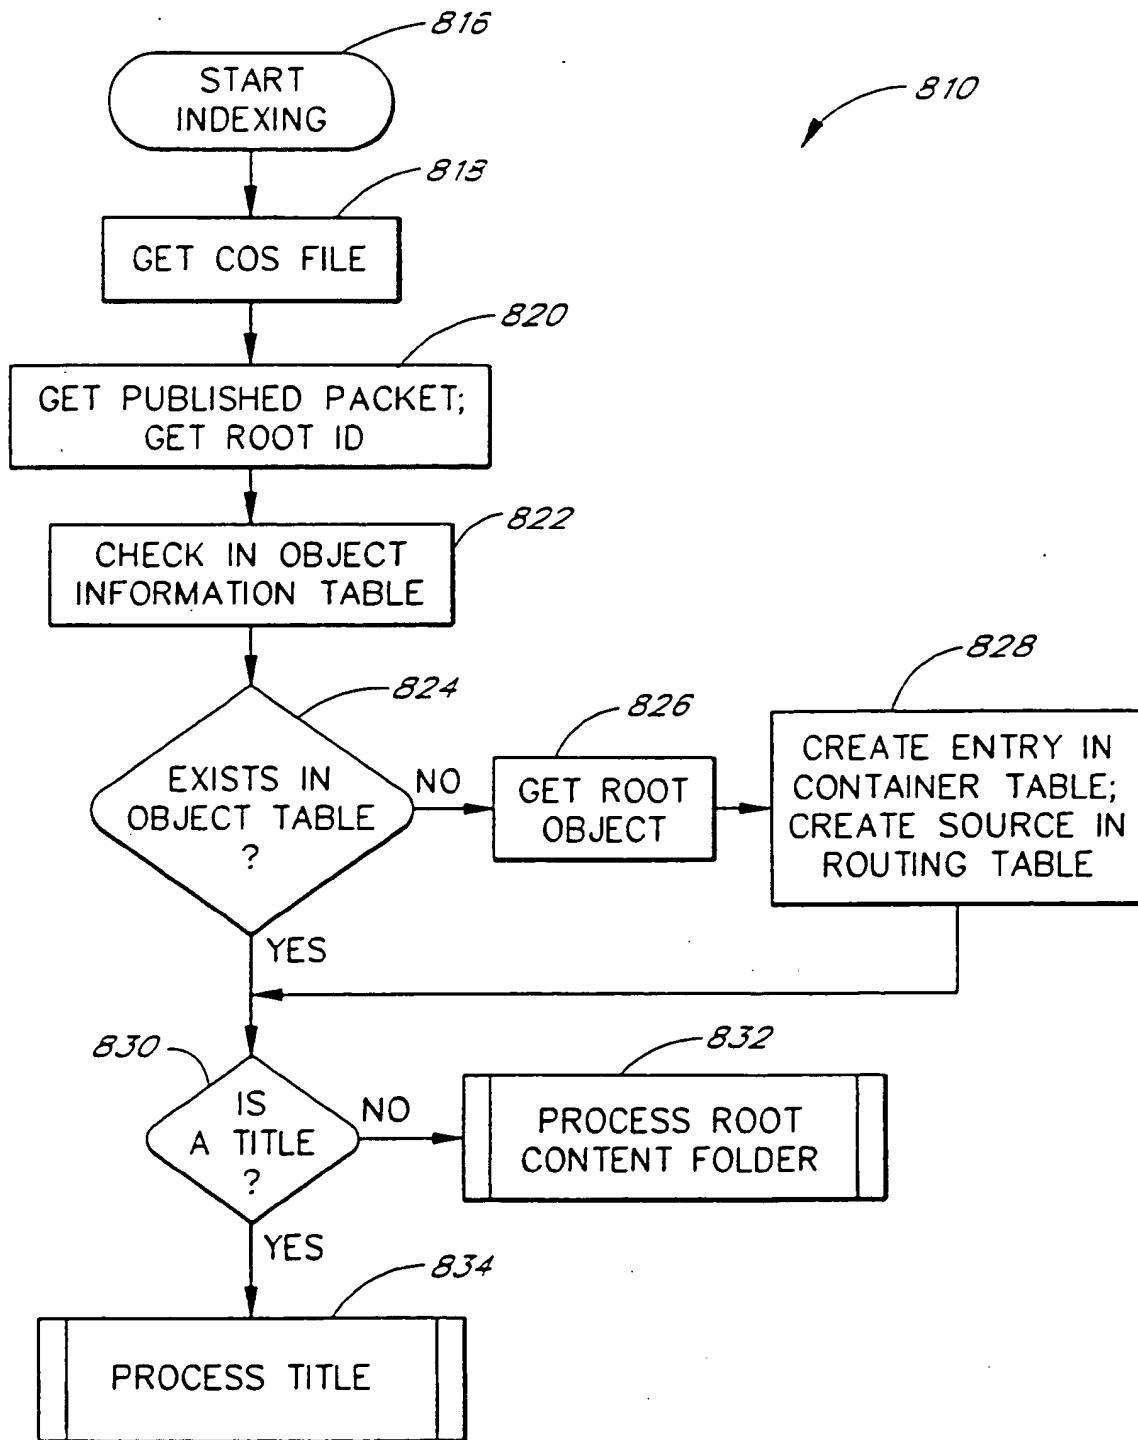 816
START
INDEXING
810
818
GET COS FILE
820
GET PUBLISHED PACKET;
GET ROOT ID
822
CHECK IN OBJECT
INFORMATION TABLE
824
EXISTS IN
OBJECT TABLE
?
NO
826
GET ROOT
OBJECT
828
CREATE ENTRY IN
CONTAINER TABLE;
CREATE SOURCE IN
ROUTING TABLE
YES
830
IS
A TITLE
?
NO
832
PROCESS ROOT
CONTENT FOLDER
YES
834
PROCESS TITLE